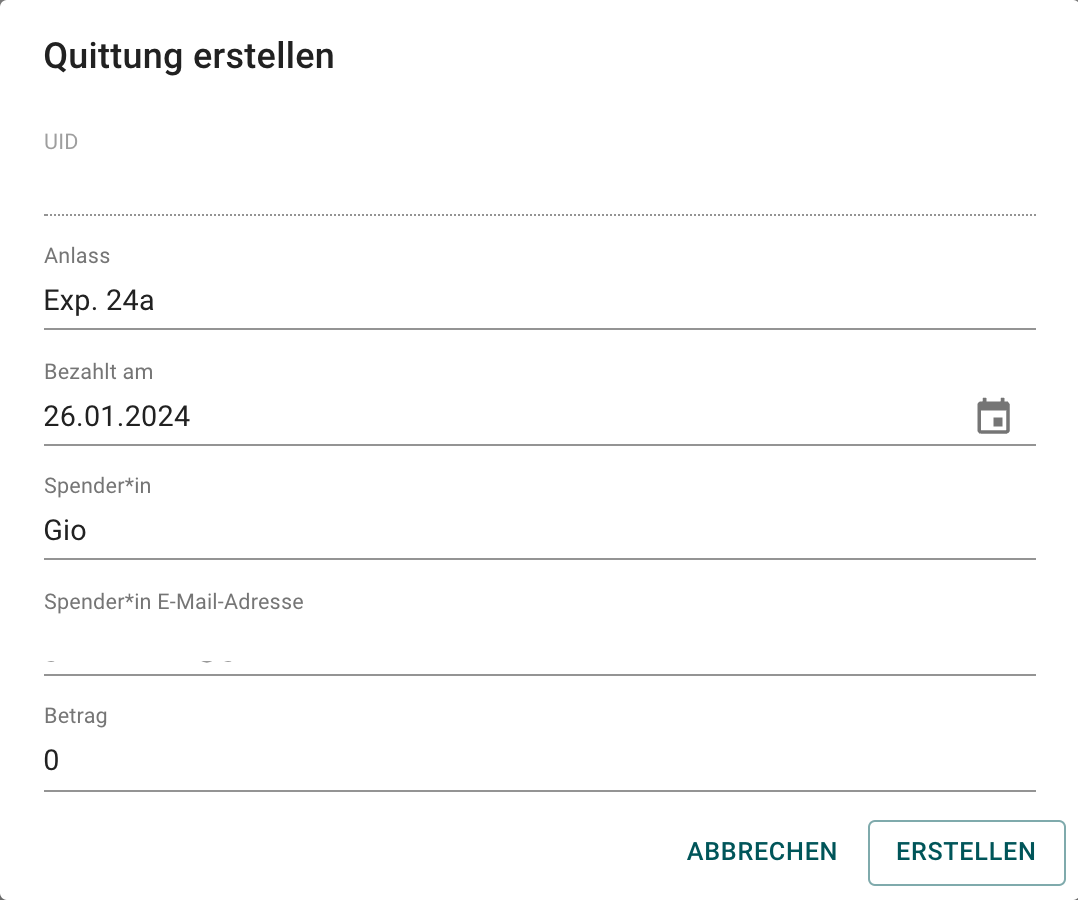 Quittung erstellen
UID
Anlass
Exp. 24a
Bezahlt am
26.01.2024
Spender*in
Gio
Spender*in E-Mail-Adresse
Betrag
0
ABBRECHEN
ERSTELLEN